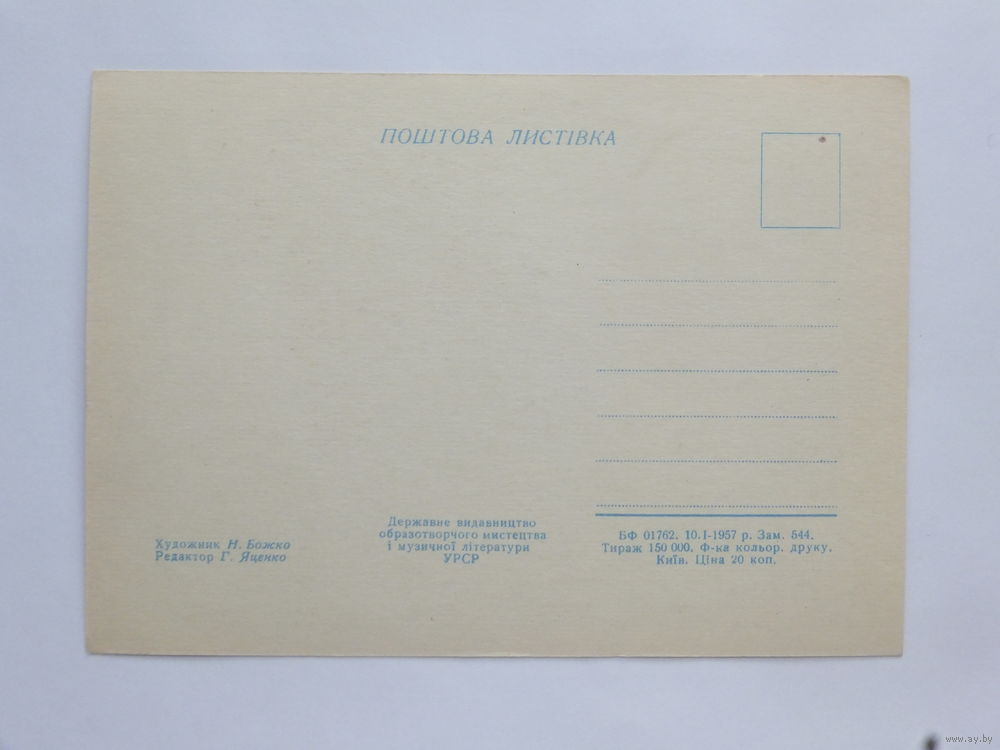 ПОШТОВА ЛИСТІВКА
Художник Н. Божко
Редактор Г. Яценко
Державне видавництво
образотворчого мистецтва
і музичної літератури
УРСР
БФ 01762. 10.I-1957 р. Зам. 544.
Тираж 150 000. Ф-ка кольор. друку.
Київ. Ціна 20 коп.
www.ay.by